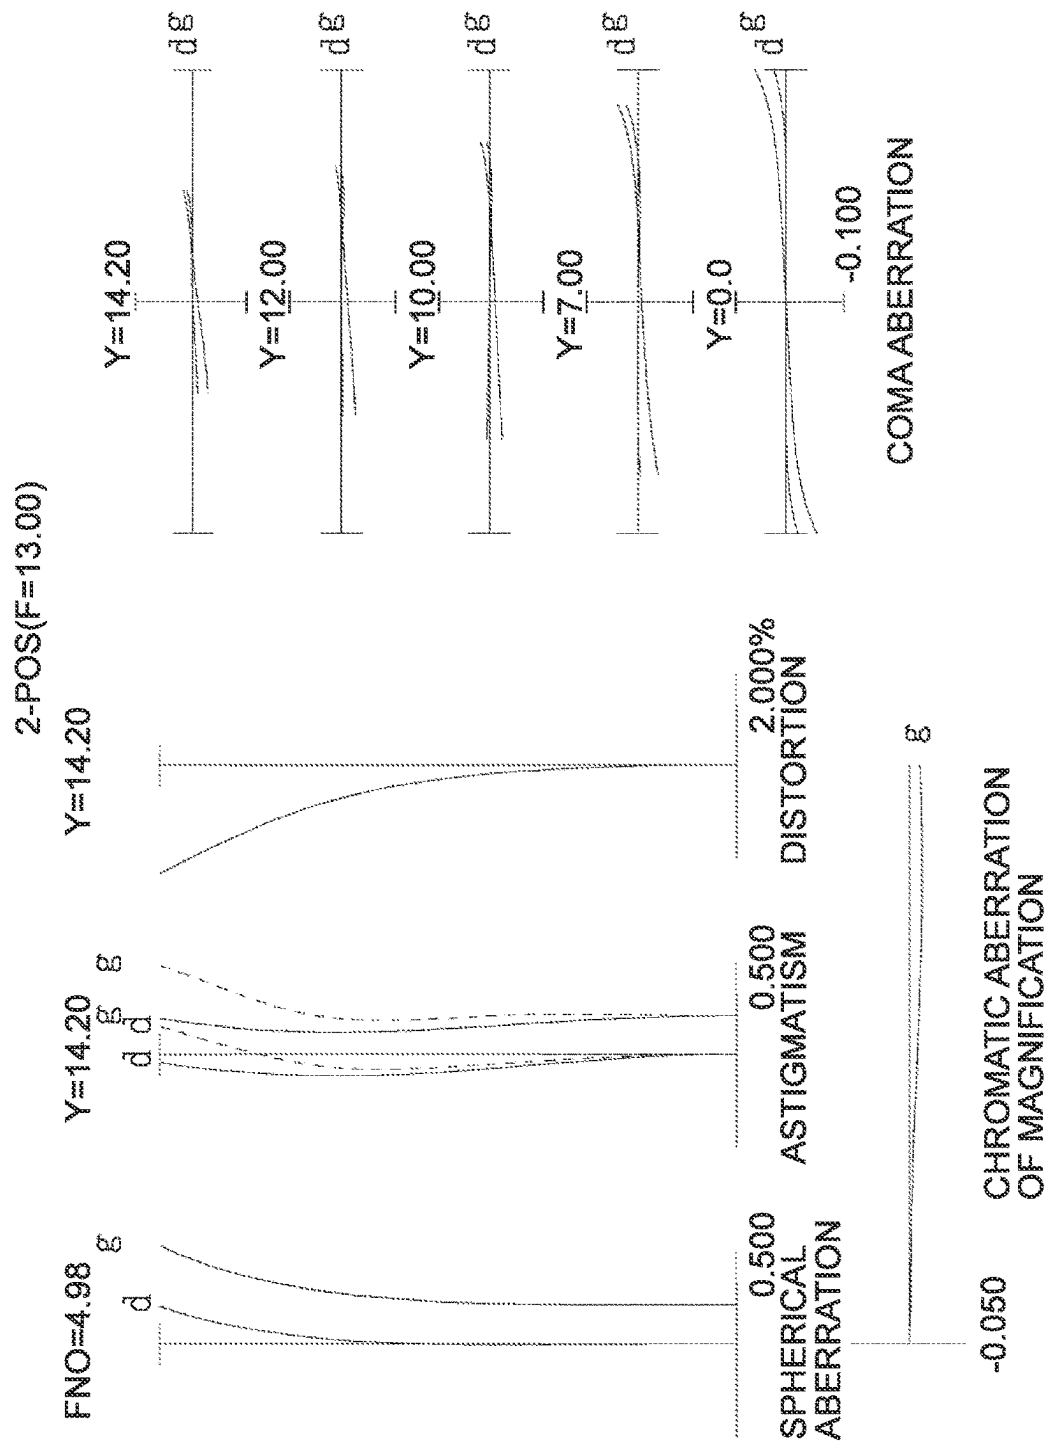 2-POS(F=13.00)
FNO=4.98
d
g
0.500
SPHERICAL
ABERRATION
Y=14.20
d
d
g
g
0.500
ASTIGMATISM
Y=14.20
2.000%
DISTORTION
Y=14.20
d g
Y=12.00
d g
Y=10.00
d g
Y=7.00
d g
Y=0.0
d g
-0.100
COMA ABERRATION
g
-0.050
CHROMATIC ABERRATION
OF MAGNIFICATION